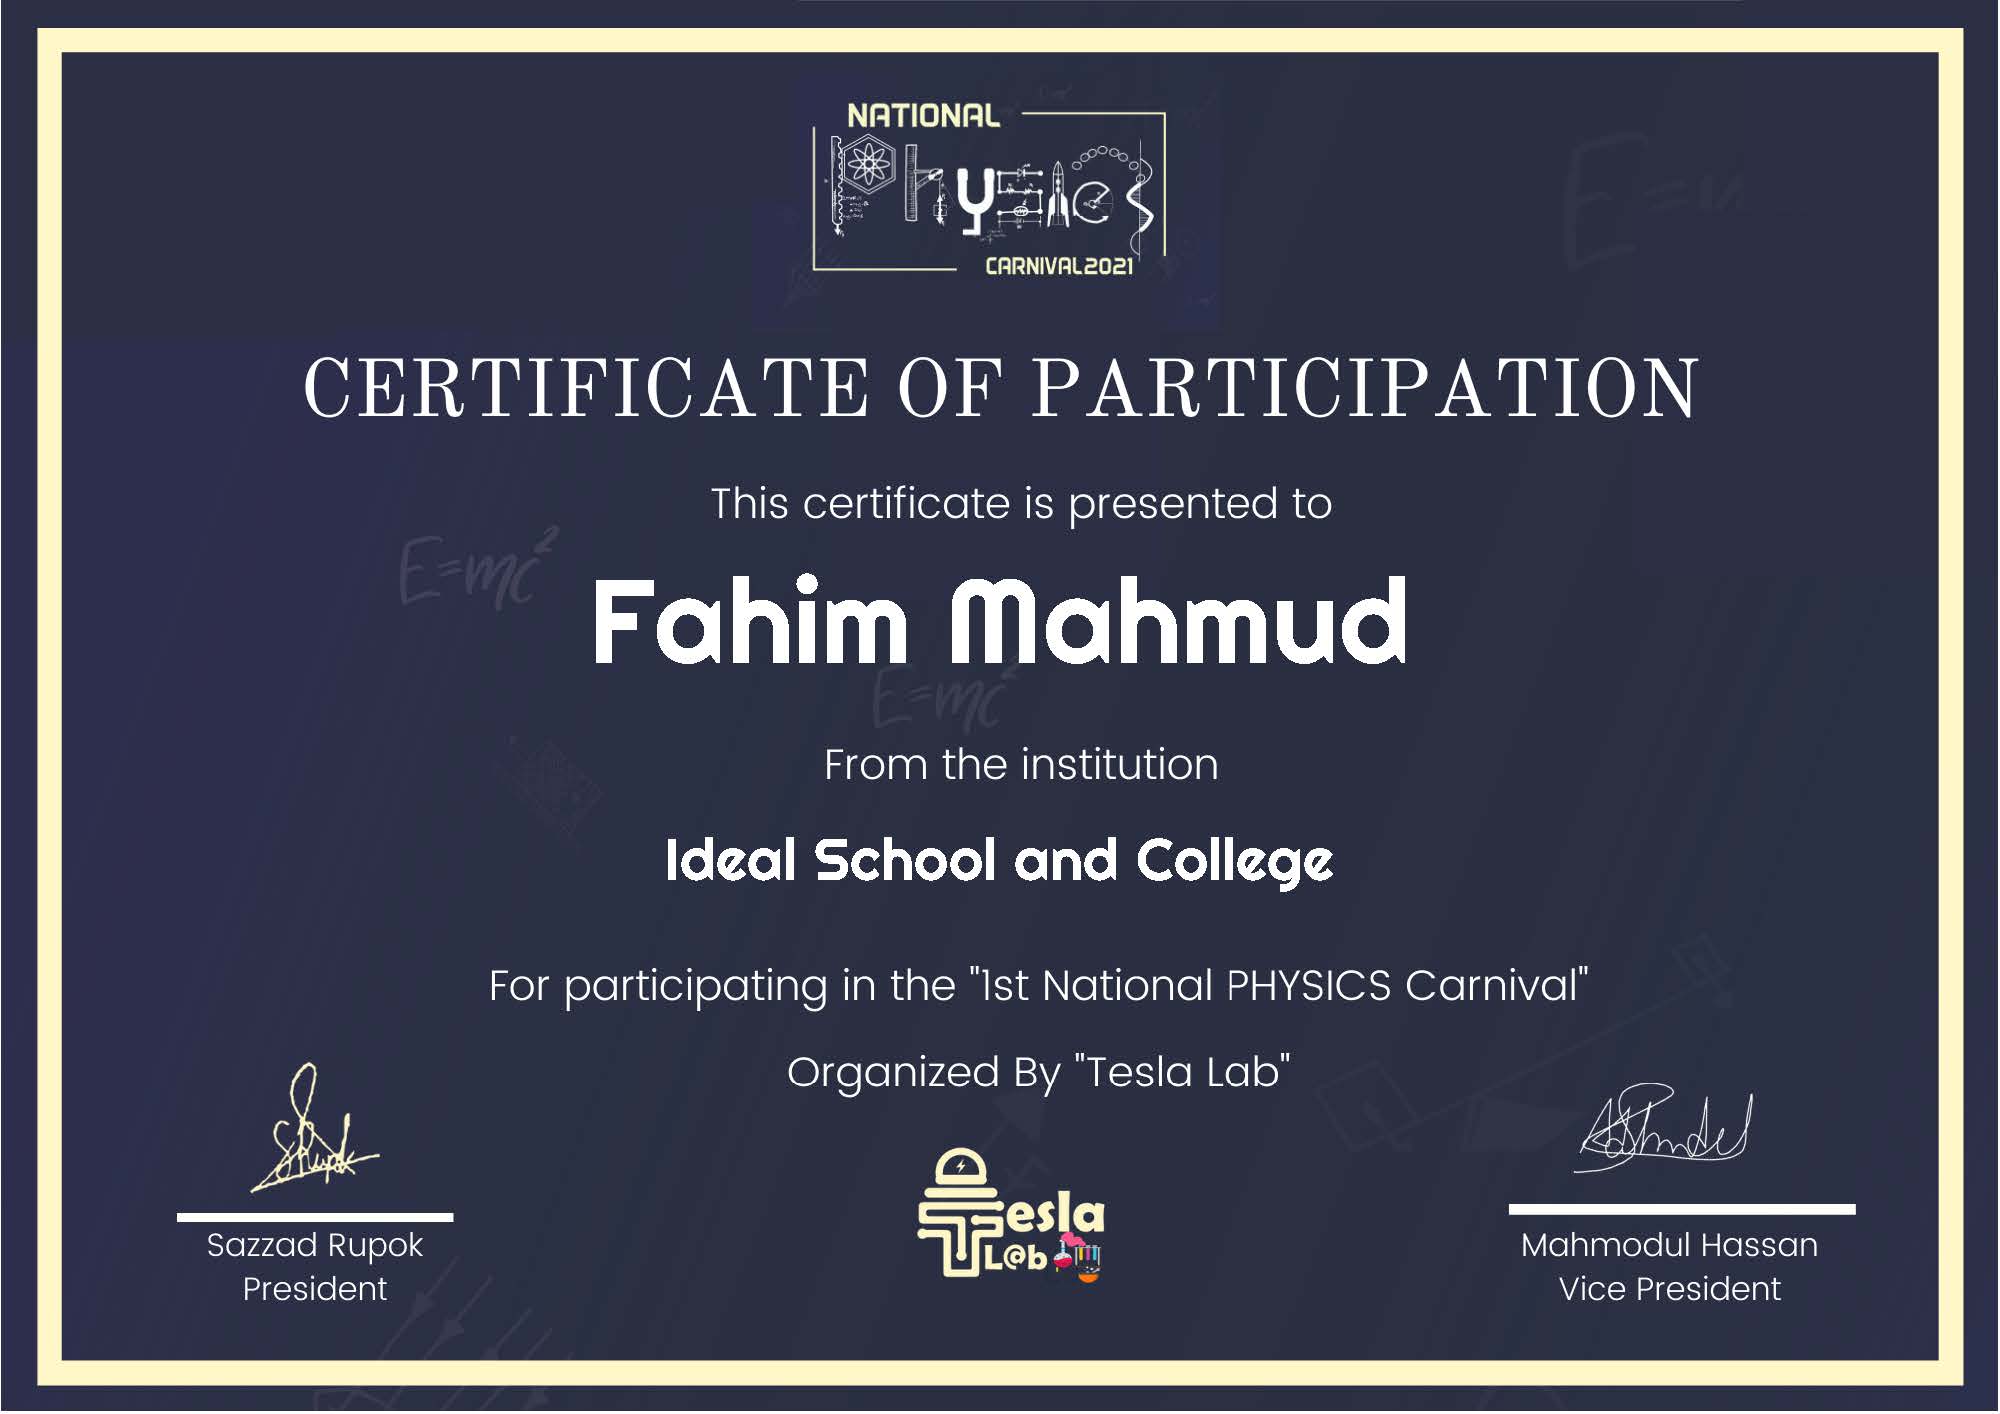 NATIONAL
Physics
CARNIVAL2021
CERTIFICATE OF PARTICIPATION
This certificate is presented to
E=mc²
Fahim Mahmud
E=mc²
From the institution
Ideal School and College
For participating in the "1st National PHYSICS Carnival"
Organized By "Tesla Lab"
Tesla
L@b
Sazzad Rupok
President
Mahmodul Hassan
Vice President